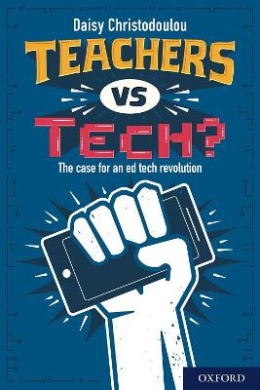 Daisy Christodoulou
TEACHERS
VS
TECH?
The case for an ed tech revolution
OXFORD